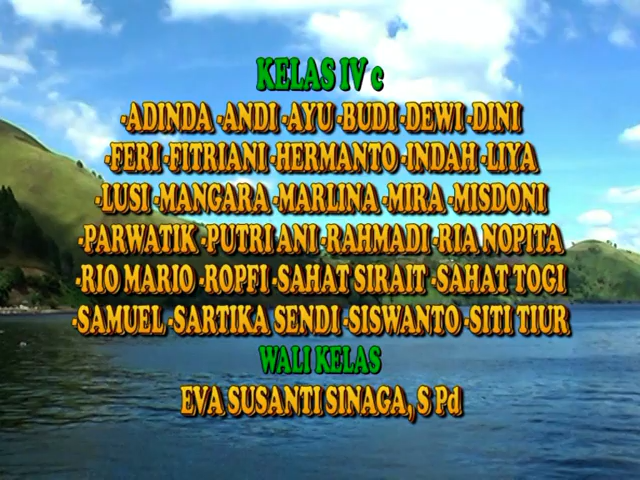 KELAS IV c
-ADINDA -ANDI -AYU -BUDI -DEWI -DINI
-FERI -FITRIANI -HERMANTO -INDAH -LIYA
-LUSI -MANGARA -MARLINA -MIRA -MISDONI
-PARWATIK -PUTRI ANI -RAHMADI -RIA NOPITA
-RIO MARIO -ROPFI -SAHAT SIRAIT -SAHAT TOGI
-SAMUEL -SARTIKA SENDI -SISWANTO -SITI TIUR
WALI KELAS
EVA SUSANTI SINAGA, S Pd